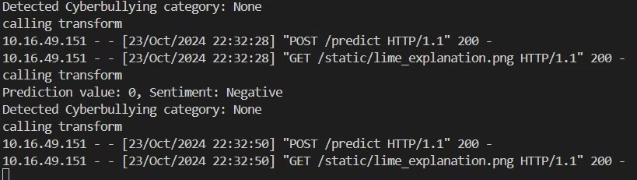 Detected Cyberbullying category: None
calling transform
10.16.49.151 - - [23/Oct/2024 22:32:28] "POST /predict HTTP/1.1" 200 -
10.16.49.151 - - [23/Oct/2024 22:32:28] "GET /static/lime_explanation.png HTTP/1.1" 200 -
calling transform
Prediction value: 0, Sentiment: Negative
Detected Cyberbullying category: None
calling transform
10.16.49.151 - - [23/Oct/2024 22:32:50] "POST /predict HTTP/1.1" 200 -
10.16.49.151 - - [23/Oct/2024 22:32:50] "GET /static/lime_explanation.png HTTP/1.1" 200 -